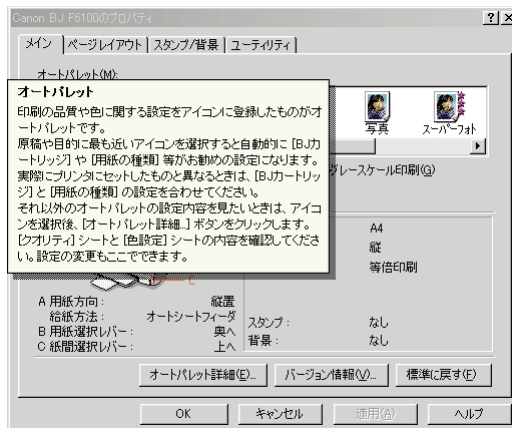 Canon BJ F6100のプロパティ
メイン ページレイアウト スタンプ/背景 ユーティリティ
オートパレット(M):
オートパレット
印刷の品質や色に関する設定をアイコンに登録したものがオ
ートパレットです。
原稿や目的に最も近いアイコンを選択すると自動的に [BJカ
ートリッジ] や [用紙の種類] 等がお勧めの設定になります。
実際にプリンタにセットしたものと異なるときは、[BJカートリッ
ジ] と [用紙の種類] の設定を合わせてください。
それ以外のオートパレットの設定内容を見たいときは、アイコ
ンを選択後、[オートパレット詳細...] ボタンをクリックします。
[クオリティ] シートと [色設定] シートの内容を確認してくださ
い。設定の変更もここでできます。
写真 スーパーフォト
グレースケール印刷(G)
A4
縦
等倍印刷
C
A 用紙方向: 縦置
給紙方法: オートシートフィーダ
B 用紙選択レバー: 奥へ
C 紙間選択レバー: 上へ
スタンプ: なし
背景: なし
オートパレット詳細(E)... バージョン情報(V)... 標準に戻す(F)
OK キャンセル 適用(A) ヘルプ